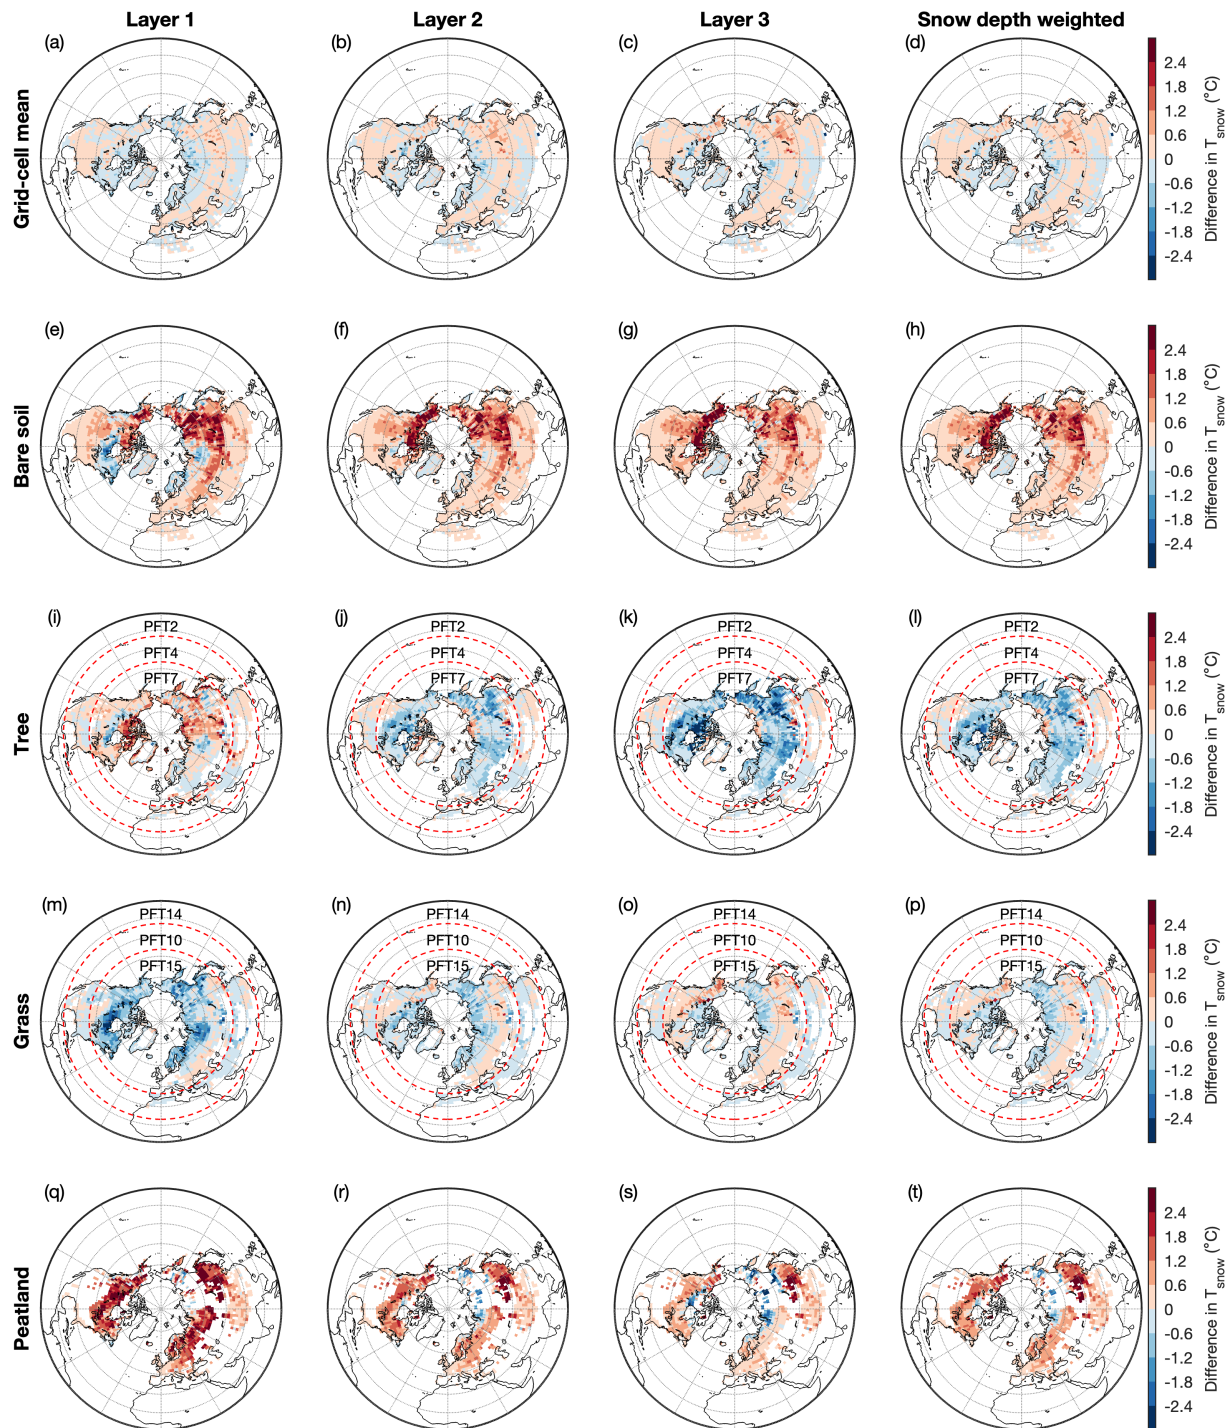 Layer 1
Layer 2
Layer 3
Snow depth weighted
Grid-cell mean
(a)
(b)
(c)
(d)
2.4
1.8
1.2
0.6
0
-0.6
-1.2
-1.8
-2.4
Difference in Tsnow (°C)
Bare soil
(e)
(f)
(g)
(h)
2.4
1.8
1.2
0.6
0
-0.6
-1.2
-1.8
-2.4
Difference in Tsnow (°C)
Tree
(i)
PFT2
PFT4
PFT7
(j)
PFT2
PFT4
PFT7
(k)
PFT2
PFT4
PFT7
(l)
PFT2
PFT4
PFT7
2.4
1.8
1.2
0.6
0
-0.6
-1.2
-1.8
-2.4
Difference in Tsnow (°C)
Grass
(m)
PFT14
PFT10
PFT15
(n)
PFT14
PFT10
PFT15
(o)
PFT14
PFT10
PFT15
(p)
PFT14
PFT10
PFT15
2.4
1.8
1.2
0.6
0
-0.6
-1.2
-1.8
-2.4
Difference in Tsnow (°C)
Peatland
(q)
(r)
(s)
(t)
2.4
1.8
1.2
0.6
0
-0.6
-1.2
-1.8
-2.4
Difference in Tsnow (°C)